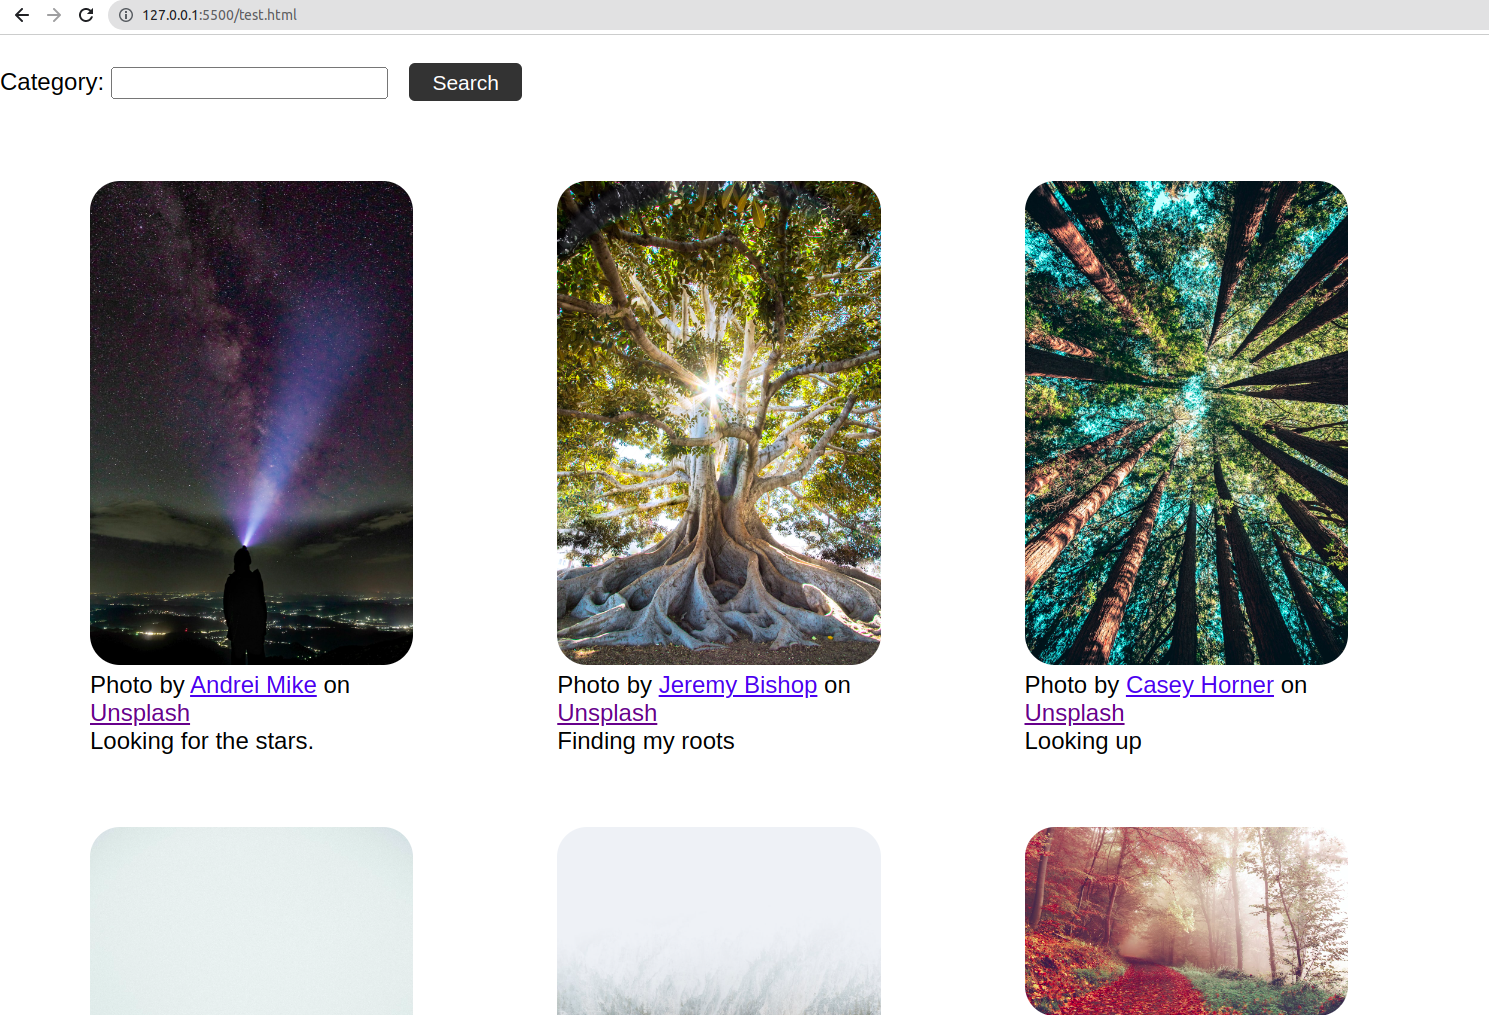 127.0.0.1:5500/test.html
Category:
Search
Photo by Andrei Mike on
Unsplash
Looking for the stars.
Photo by Jeremy Bishop on
Unsplash
Finding my roots
Photo by Casey Horner on
Unsplash
Looking up